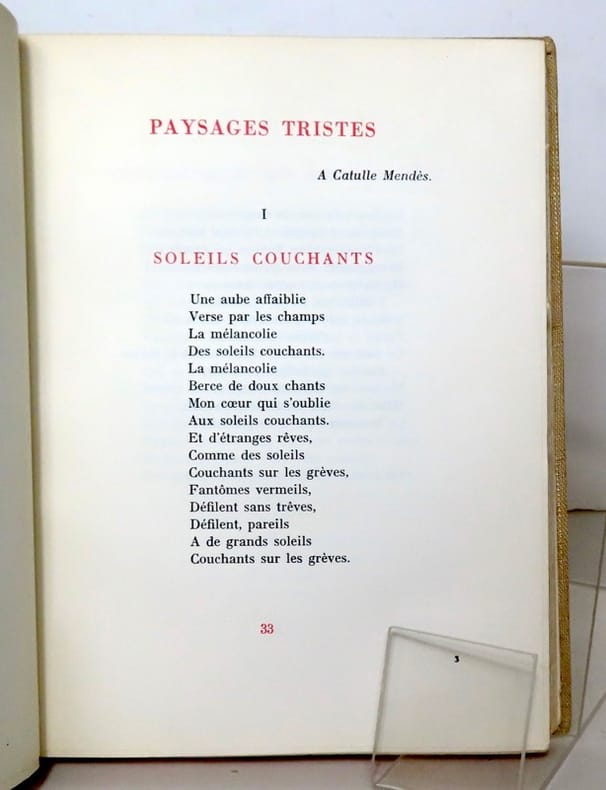 PAYSAGES TRISTES
A Catulle Mendès.
I
SOLEILS COUCHANTS
Une aube affaiblie
Verse par les champs
La mélancolie
Des soleils couchants.
La mélancolie
Berce de doux chants
Mon cœur qui s'oublie
Aux soleils couchants.
Et d'étranges rêves,
Comme des soleils
Couchants sur les grèves,
Fantômes vermeils,
Défilent sans trêves,
Défilent, pareils
A de grands soleils
Couchants sur les grèves.
33
3